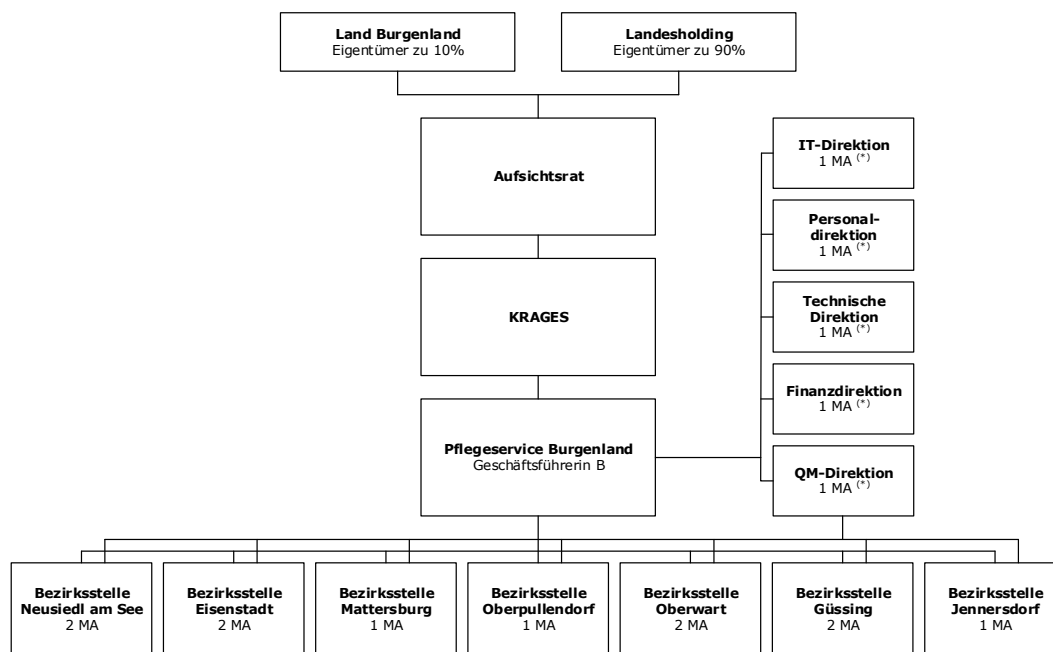 Land Burgenland
Eigentümer zu 10%
Landesholding
Eigentümer zu 90%
Aufsichtsrat
IT-Direktion
1 MA (*)
Personal-
direktion
1 MA (*)
KRAGES
Technische
Direktion
1 MA (*)
Finanzdirektion
1 MA (*)
Pflegeservice Burgenland
Geschäftsführerin B
QM-Direktion
1 MA (*)
Bezirksstelle
Neusiedl am See
2 MA
Bezirksstelle
Eisenstadt
2 MA
Bezirksstelle
Mattersburg
1 MA
Bezirksstelle
Oberpullendorf
1 MA
Bezirksstelle
Oberwart
2 MA
Bezirksstelle
Güssing
2 MA
Bezirksstelle
Jennersdorf
1 MA